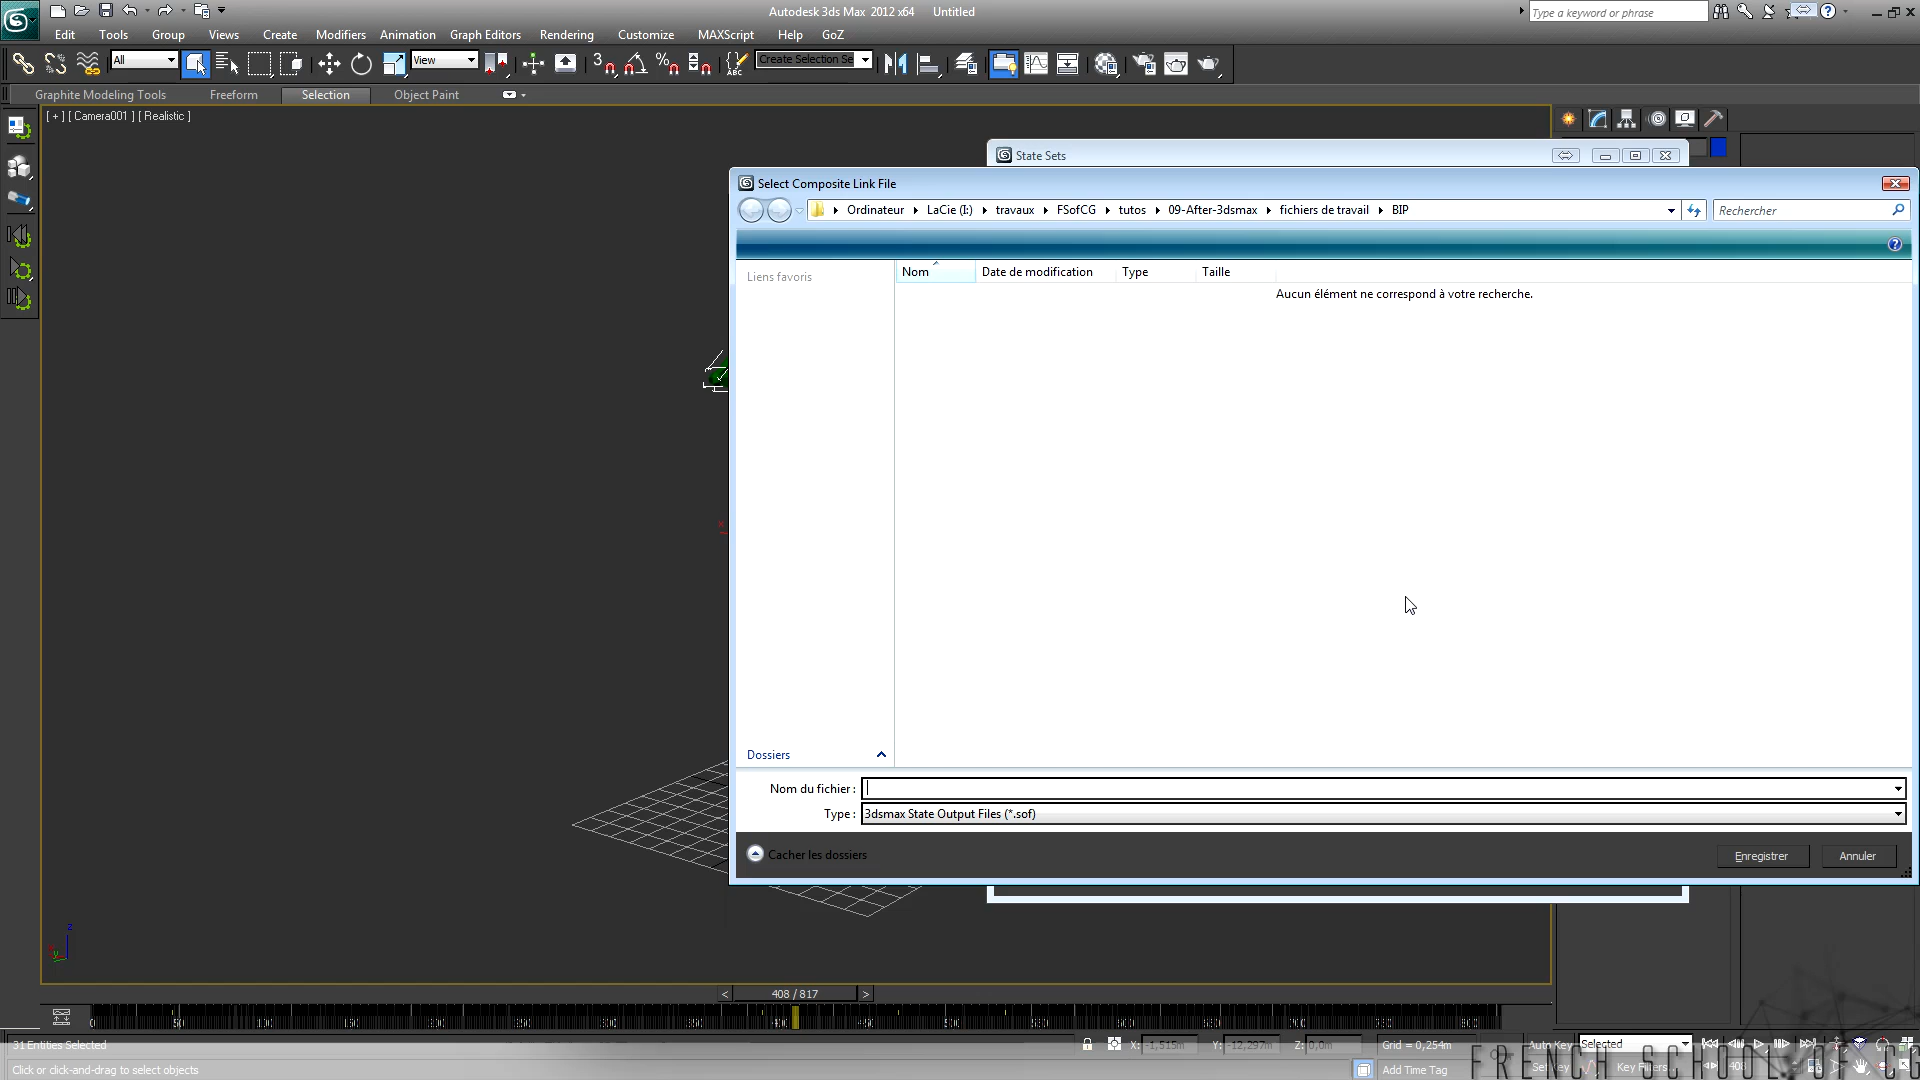 Autodesk 3ds Max 2012 x64 Untitled
Type a keyword or phrase
Edit Tools Group Views Create Modifiers Animation Graph Editors Rendering Customize MAXScript Help GoZ
All
View
3
Create Selection Se
Graphite Modeling Tools Freeform Selection Object Paint
[ + ] [ Camera001 ] [ Realistic ]
State Sets
Select Composite Link File
Ordinateur LaCie (I:) travaux FSofCG tutos 09-After-3dsmax fichiers de travail BIP
Rechercher
Liens favoris
Nom Date de modification Type Taille
Aucun élément ne correspond à votre recherche.
Dossiers
Nom du fichier :
Type : 3dsmax State Output Files (*.sof)
Cacher les dossiers
Enregistrer Annuler
x
z
y
< 408 / 817 >
31 Entities Selected
X: -1,515m Y: -12,297m Z: 0,0m Grid = 0,254m
Auto Key Selected
Click or click-and-drag to select objects
Add Time Tag
Set Key Key Filters... 408
FRENCH SCHOOL OF CG